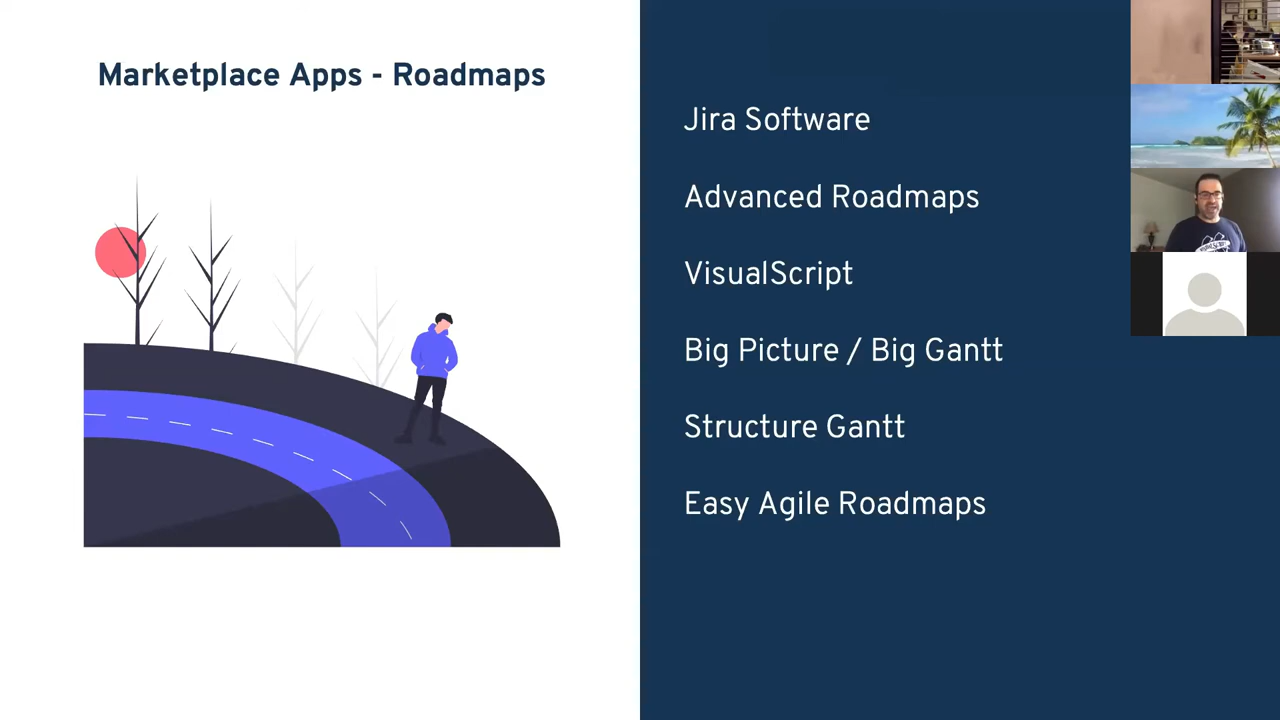 Marketplace Apps - Roadmaps
Jira Software
Advanced Roadmaps
VisualScript
Big Picture / Big Gantt
Structure Gantt
Easy Agile Roadmaps